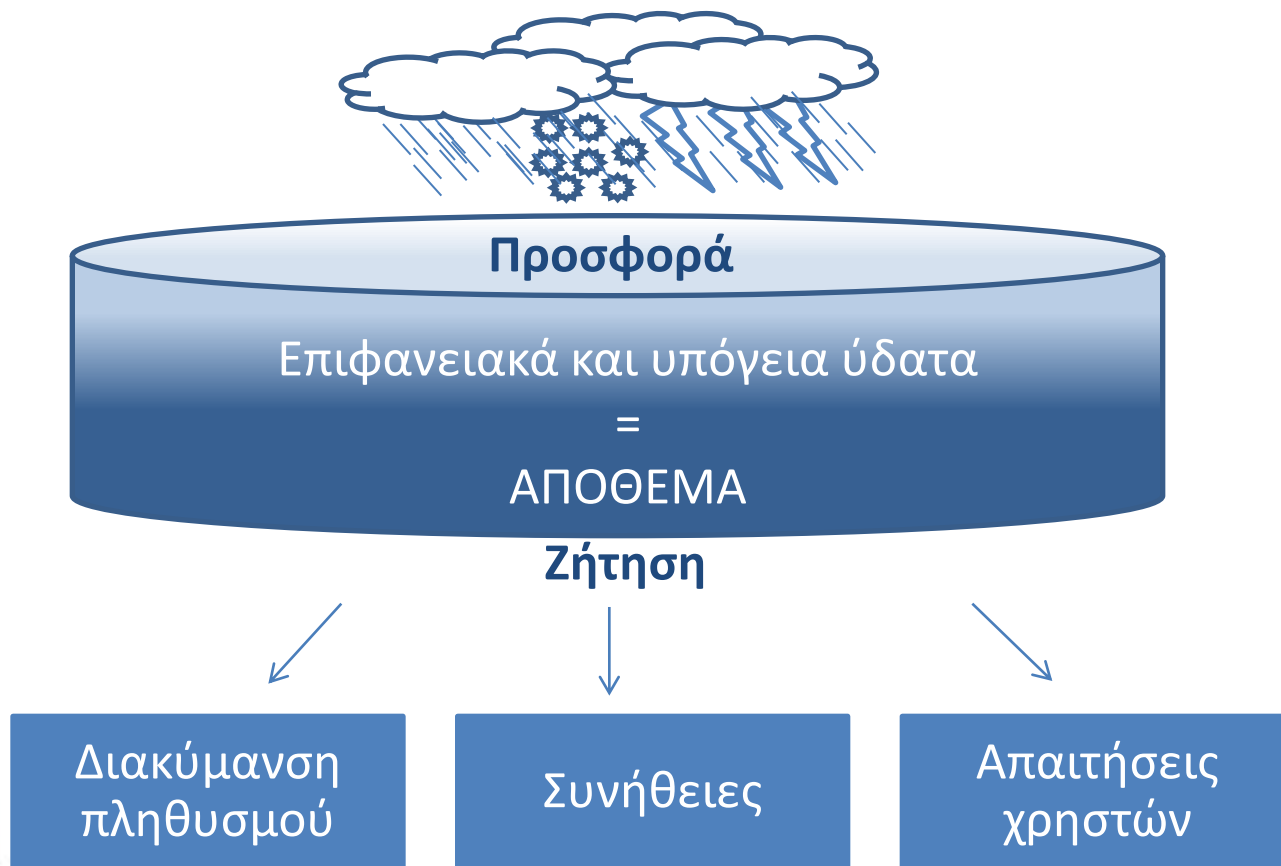 Προσφορά
Επιφανειακά και υπόγεια ύδατα
=
ΑΠΟΘΕΜΑ
Ζήτηση
Διακύμανση
πληθυσμού
Συνήθειες
Απαιτήσεις
χρηστών